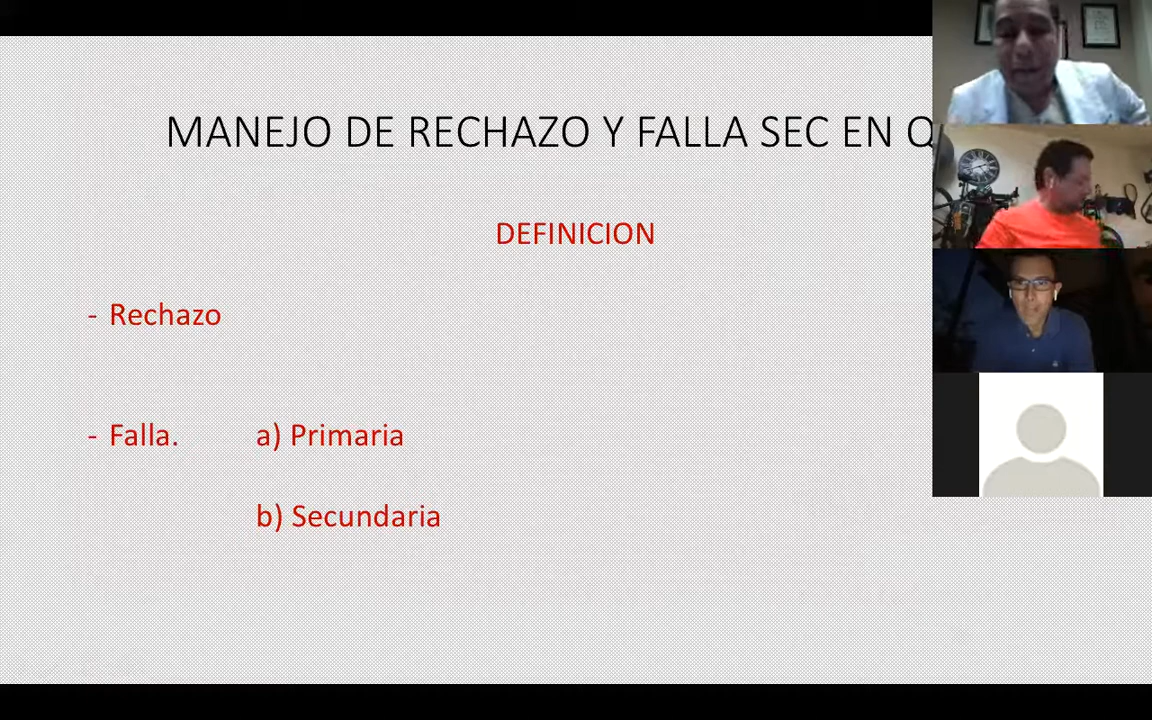 MANEJO DE RECHAZO Y FALLA SEC EN
DEFINICION
- Rechazo
- Falla. a) Primaria
b) Secundaria